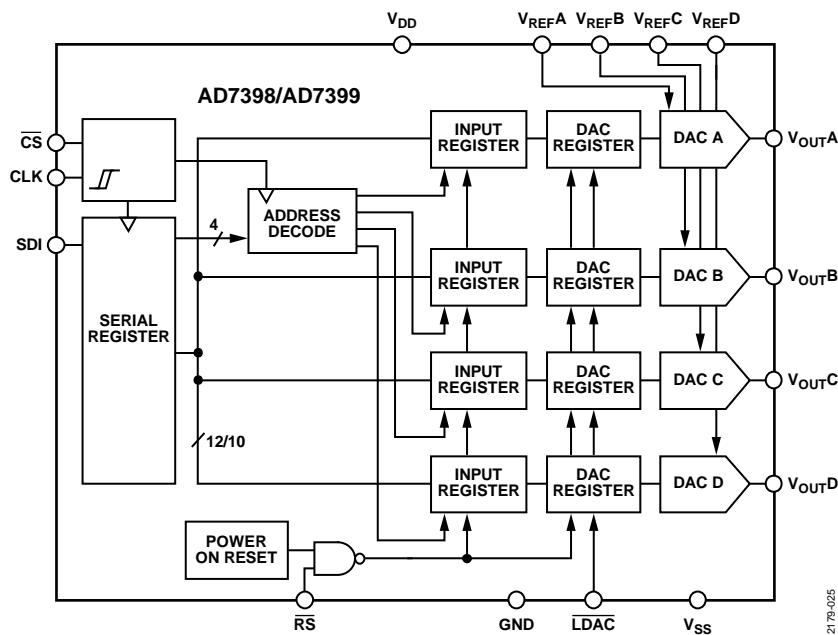 VDD
VREFA
VREFB
VREFC
VREFD
AD7398/AD7399
CS
CLK
SDI
4
ADDRESS
DECODE
SERIAL
REGISTER
12/10
INPUT
REGISTER
DAC
REGISTER
DAC A
VOUTA
INPUT
REGISTER
DAC
REGISTER
DAC B
VOUTB
INPUT
REGISTER
DAC
REGISTER
DAC C
VOUTC
INPUT
REGISTER
DAC
REGISTER
DAC D
VOUTD
POWER
ON RESET
RS
GND
LDAC
VSS
2179-025